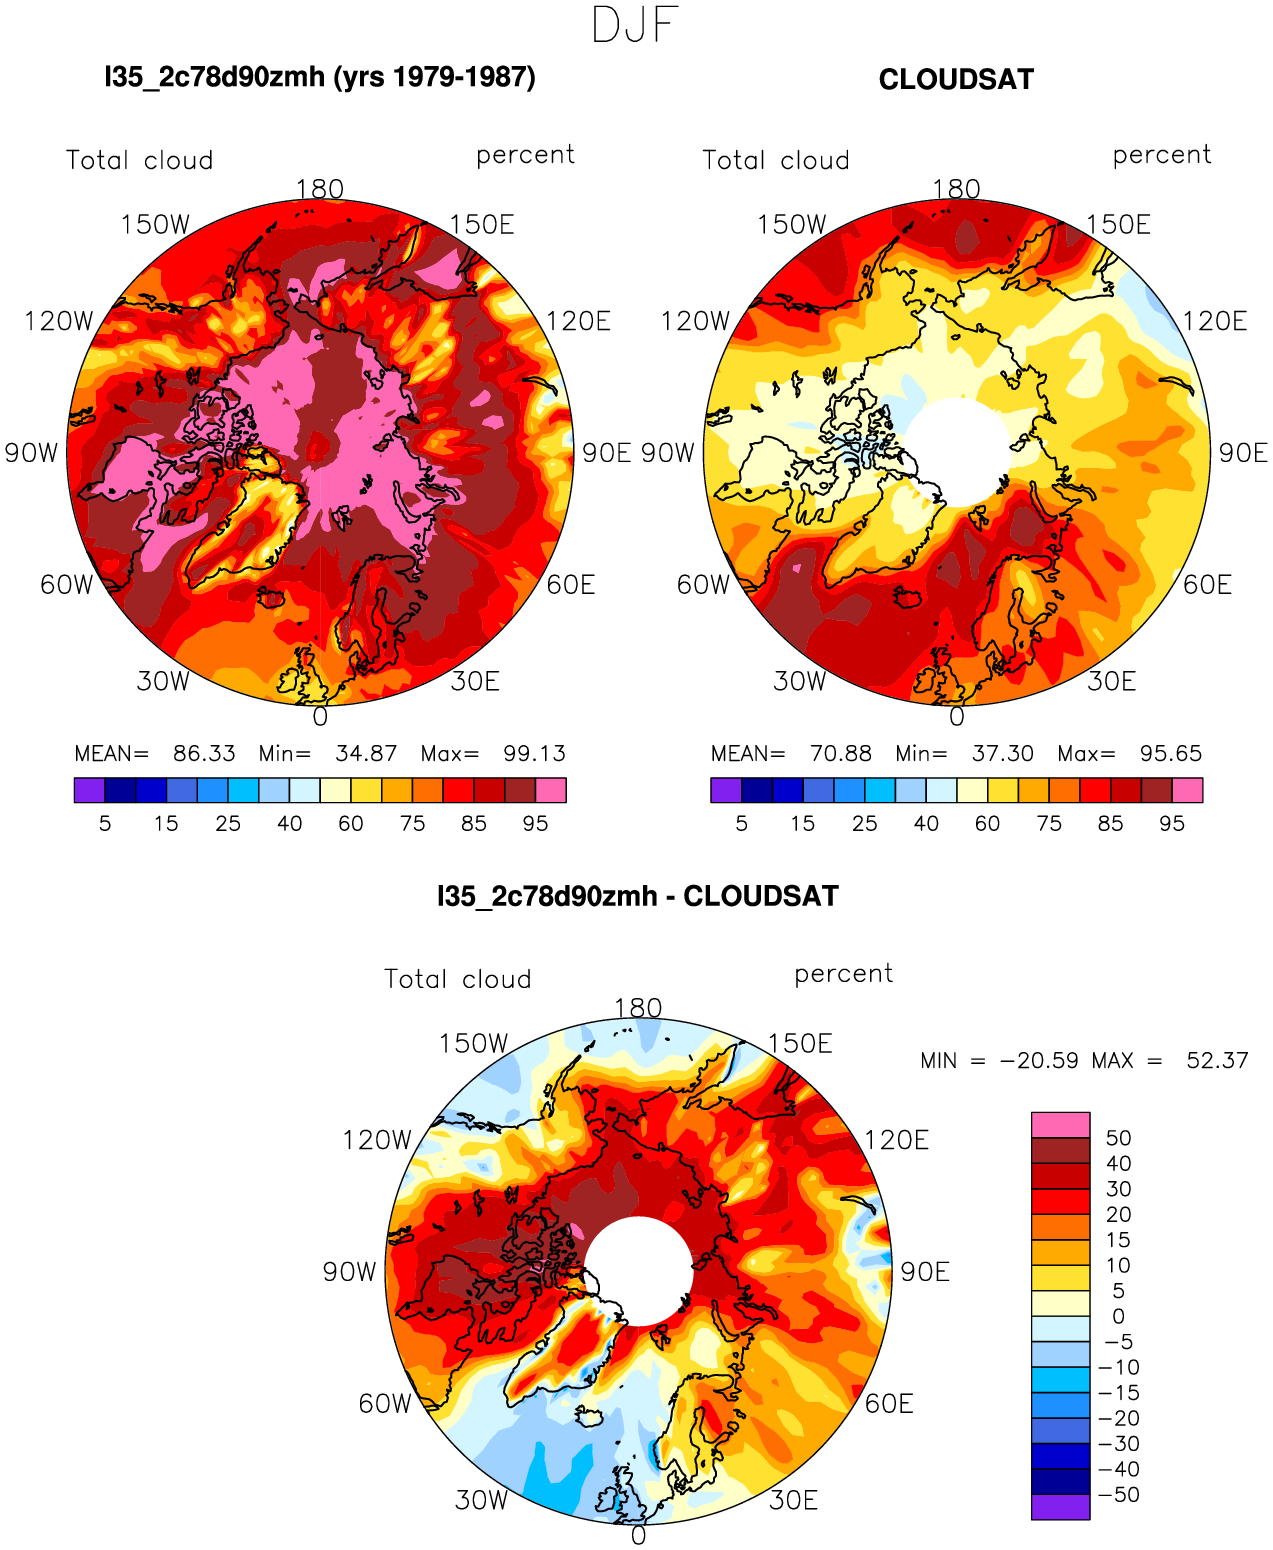 DJF
I35_2c78d90zmh (yrs 1979-1987)
CLOUDSAT
Total cloud percent
Total cloud percent
180
150W 150E
120W 120E
90W 90E
60W 60E
30W 30E
0
180
150W 150E
120W 120E
90W 90E
60W 60E
30W 30E
0
MEAN= 86.33 Min= 34.87 Max= 99.13
5 15 25 40 60 75 85 95
MEAN= 70.88 Min= 37.30 Max= 95.65
5 15 25 40 60 75 85 95
I35_2c78d90zmh - CLOUDSAT
Total cloud percent
180
150W 150E
120W 120E
90W 90E
60W 60E
30W 30E
0
MIN = -20.59 MAX = 52.37
50
40
30
20
15
10
5
0
-5
-10
-15
-20
-30
-40
-50